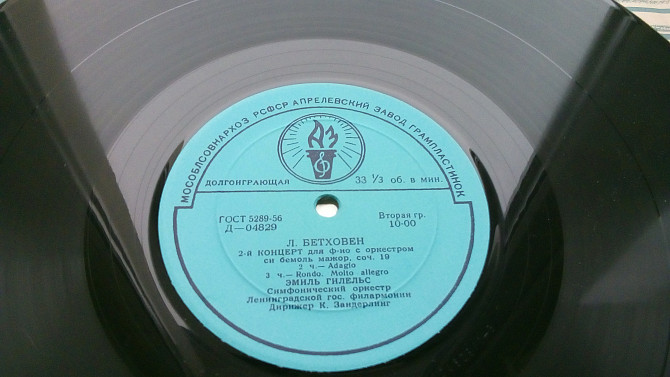 МОСОБЛСОВНАРХОЗ РСФСР АПРЕЛЕВСКИЙ ЗАВОД ГРАМПЛАСТИНОК
ДОЛГОИГРАЮЩАЯ 33 1/3 об. в мин.
ГОСТ 5289-56 Вторая гр.
Д—04829 10-00
Л. БЕТХОВЕН
2-й КОНЦЕРТ для ф-но с оркестром
си бемоль мажор, соч. 19
2 ч.—Adagio
3 ч.—Rondo. Molto allegro
ЭМИЛЬ ГИЛЕЛЬС
Симфонический оркестр
Ленинградской гос. филармонии
Дирижер К. Зандерлинг